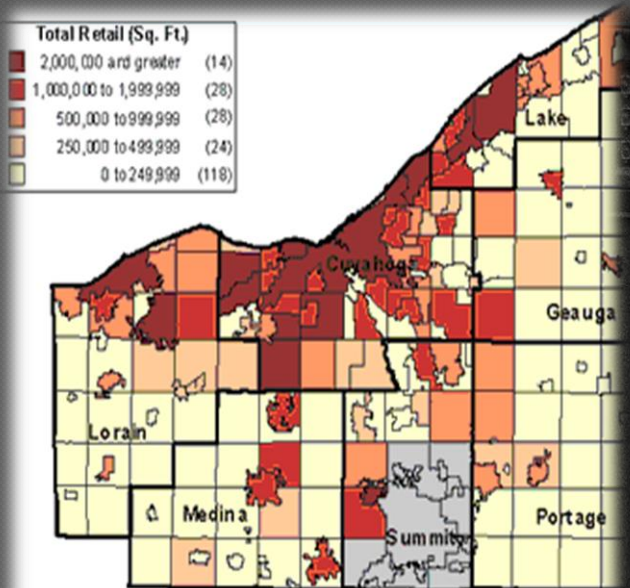 Total Retail (Sq. Ft.)
2,000,000 and greater (14)
1,000,000 to 1,999,999 (28)
500,000 to 999,999 (28)
250,000 to 499,999 (24)
0 to 249,999 (118)
Lake
Cuyahoga
Geauga
Lorain
Medina
Summit
Portage